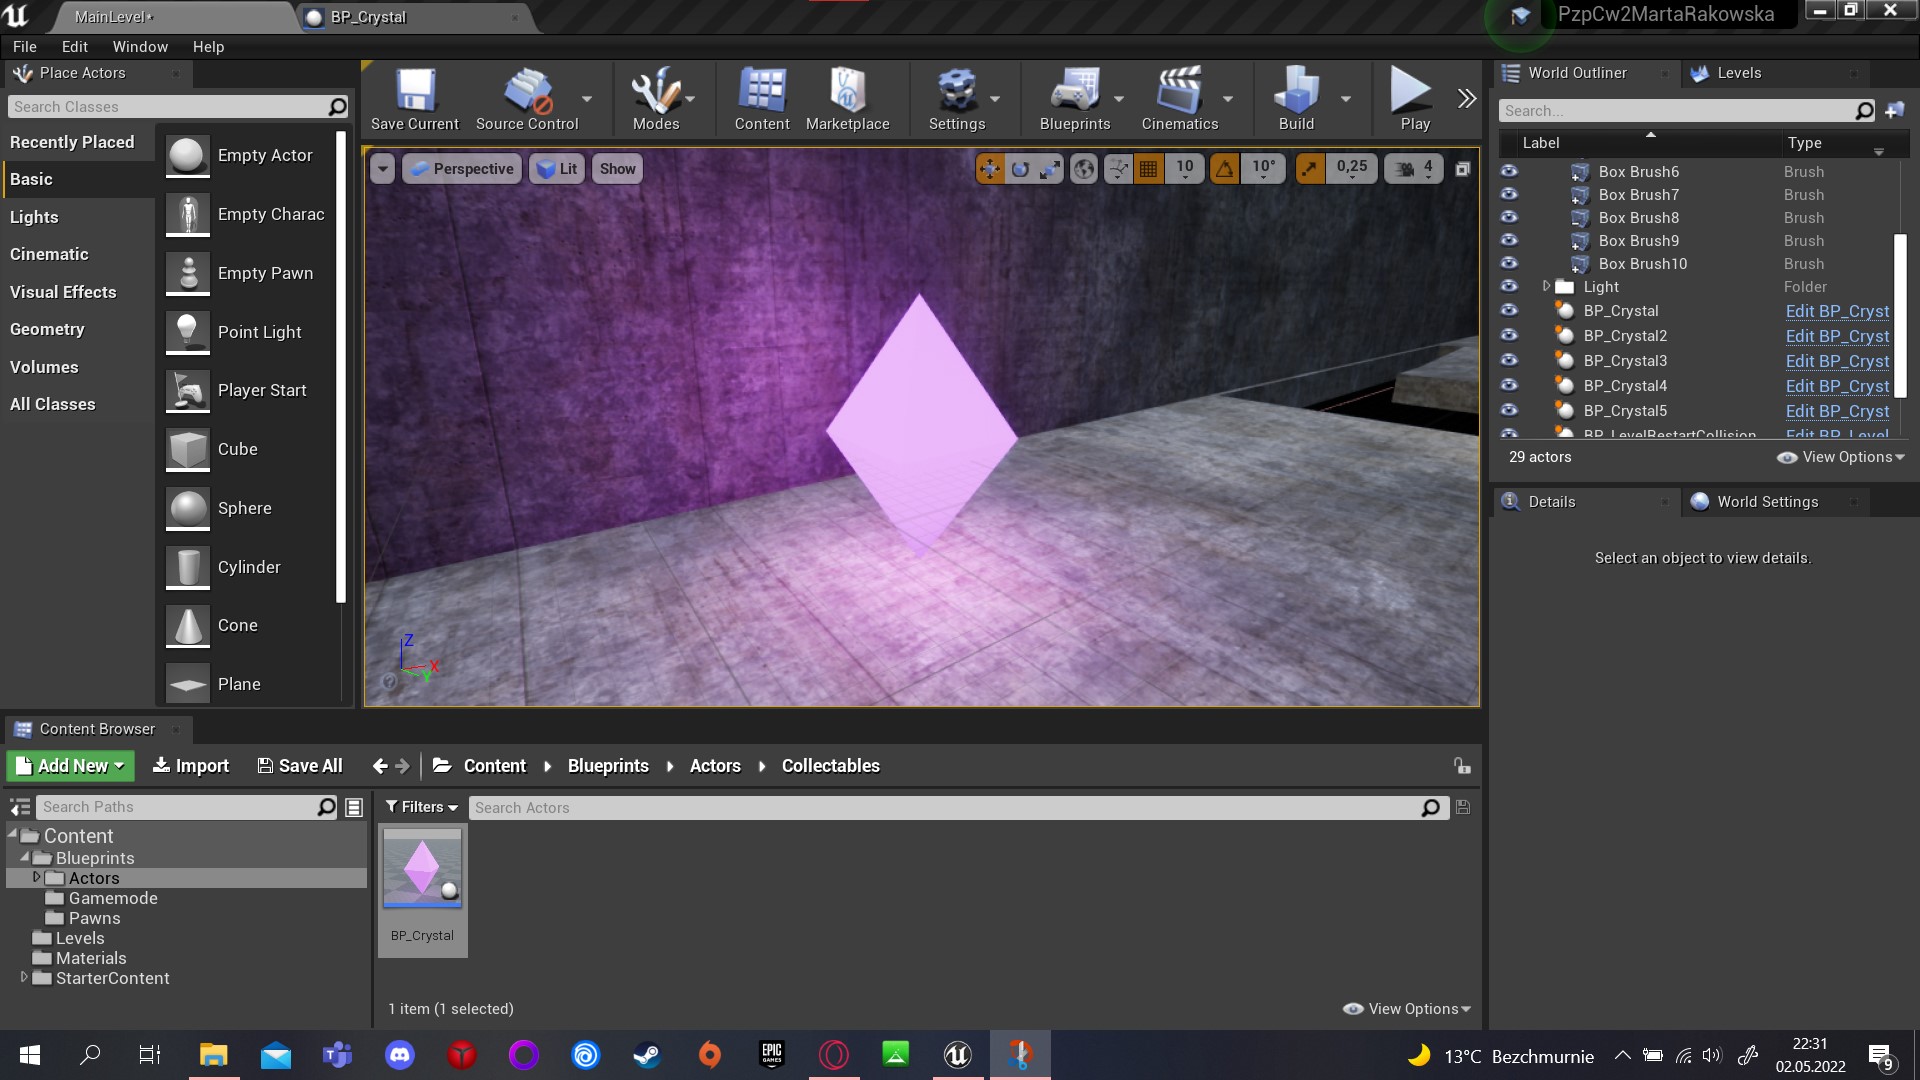 MainLevel*
BP_Crystal
PzpCw2MartaRakowska
File Edit Window Help
Place Actors
Search Classes
Recently Placed
Basic
Lights
Cinematic
Visual Effects
Geometry
Volumes
All Classes
Empty Actor
Empty Charac
Empty Pawn
Point Light
Player Start
Cube
Sphere
Cylinder
Cone
Plane
Save Current
Source Control
Modes
Content
Marketplace
Settings
Blueprints
Cinematics
Build
Play
Perspective
Lit
Show
10
10°
0,25
4
Z
X
Y
World Outliner
Levels
Search...
Label Type
Box Brush6 Brush
Box Brush7 Brush
Box Brush8 Brush
Box Brush9 Brush
Box Brush10 Brush
Light Folder
BP_Crystal Edit BP_Cryst
BP_Crystal2 Edit BP_Cryst
BP_Crystal3 Edit BP_Cryst
BP_Crystal4 Edit BP_Cryst
BP_Crystal5 Edit BP_Cryst
BP_LevelRestartCollision Edit BP_Level
29 actors
View Options
Details
World Settings
Select an object to view details.
Content Browser
Add New
Import
Save All
Content
Blueprints
Actors
Collectables
Search Paths
Filters
Search Actors
Content
Blueprints
Actors
Gamemode
Pawns
Levels
Materials
StarterContent
BP_Crystal
1 item (1 selected)
View Options
EPIC
GAMES
13°C Bezchmurnie
22:31
02.05.2022
9